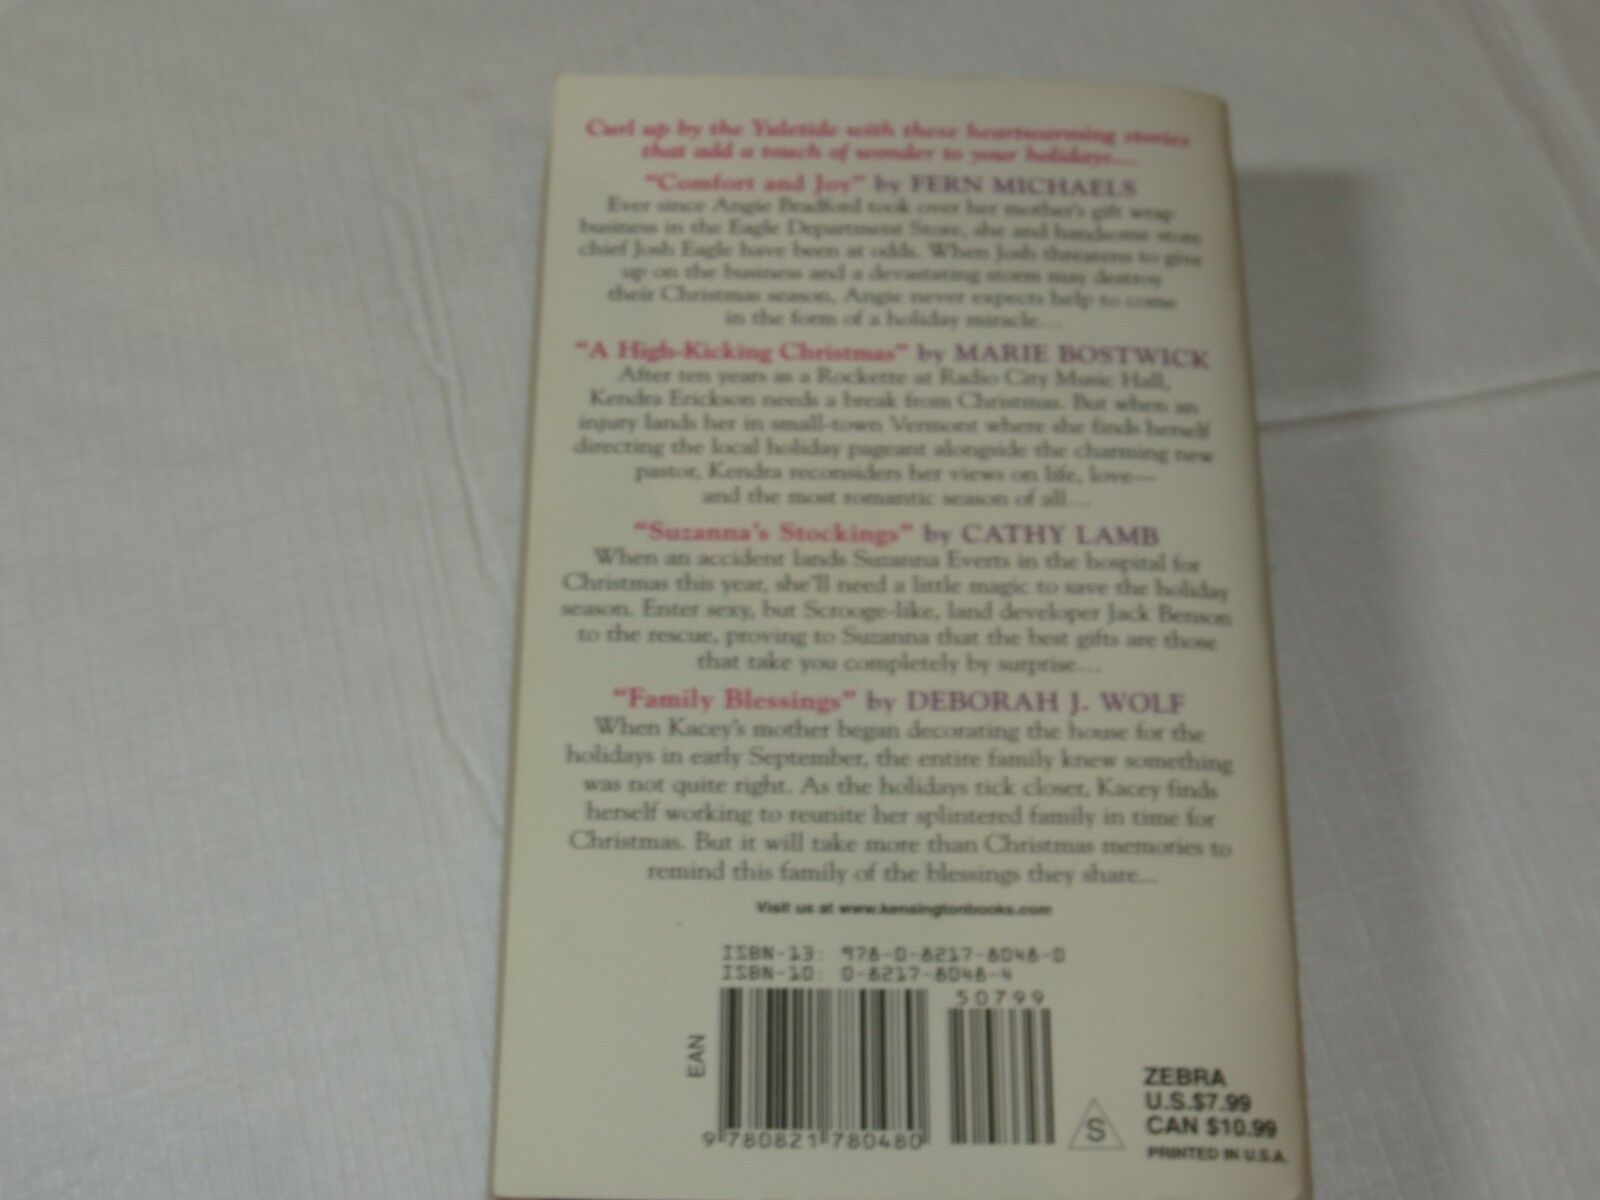 Curl up by the Yuletide with these heartwarming stories
that add a touch of wonder to your holidays....
"Comfort and Joy" by FERN MICHAELS
Ever since Angie Bradford took over her mother's gift wrap
business in the Eagle Department Store, she and handsome store
chief Josh Eagle have been at odds. When Josh threatens to give
up on the business and a devastating storm may destroy
their Christmas season, Angie never expects help to come
in the form of a holiday miracle...
"A High-Kicking Christmas" by MARIE BOSTWICK
After ten years as a Rockette at Radio City Music Hall,
Kendra Erickson needs a break from Christmas. But when an
injury lands her in small-town Vermont where she finds herself
directing the local holiday pageant alongside the charming new
pastor, Kendra reconsiders her views on life, love—
and the most romantic season of all...
"Suzanna's Stockings" by CATHY LAMB
When an accident lands Suzanna Everts in the hospital for
Christmas this year, she'll need a little magic to save the holiday
season. Enter sexy, but Scrooge-like, land developer Jack Benson
to the rescue, proving to Suzanna that the best gifts are those
that take you completely by surprise...
"Family Blessings" by DEBORAH J. WOLF
When Kacey's mother began decorating the house for the
holidays in early September, the entire family knew something
was not quite right. As the holidays tick closer, Kacey finds
herself working to reunite her splintered family in time for
Christmas. But it will take more than Christmas memories to
remind this family of the blessings they share...
Visit us at www.kensingtonbooks.com
ISBN-13: 978-0-8217-8048-0
ISBN-10: 0-8217-8048-4
50799
EAN
9 780821 780480
S
ZEBRA
U.S.$7.99
CAN $10.99
PRINTED IN U.S.A.